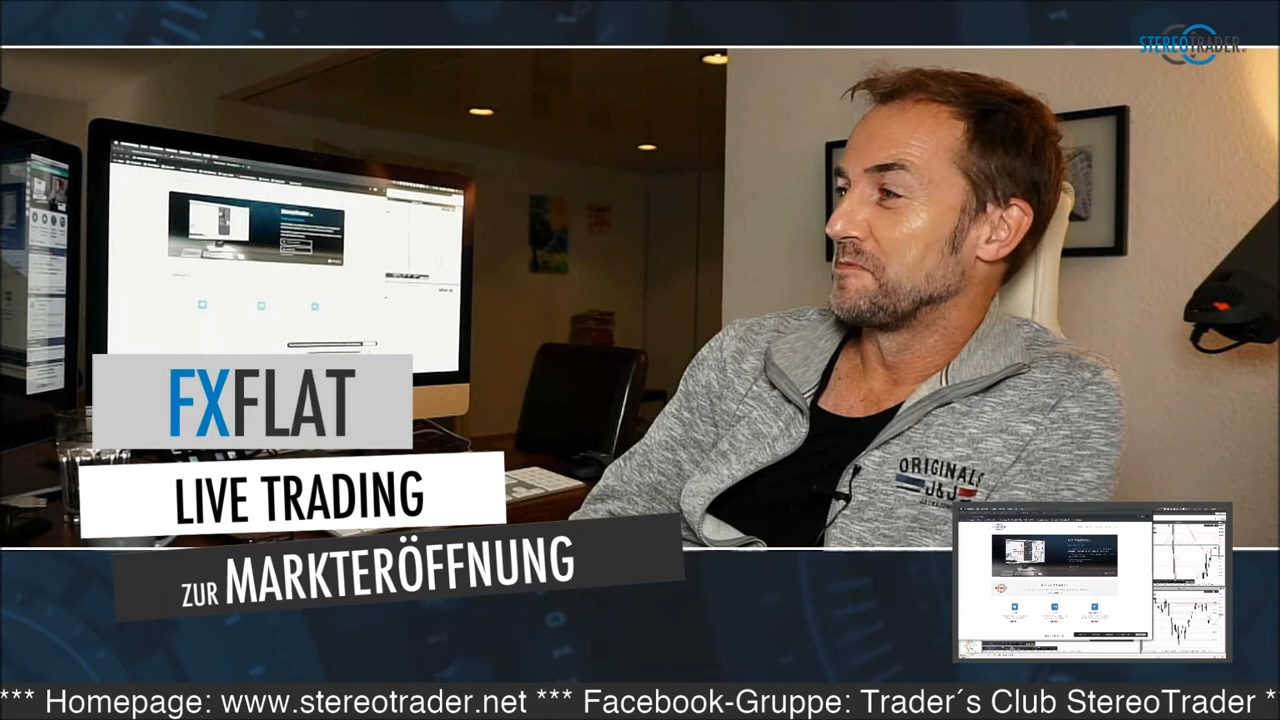 STEREOTRADER
FXFLAT
LIVE TRADING
ZUR MARKTERÖFFNUNG
ORIGINALS
J&J
*** Homepage: www.stereotrader.net *** Facebook-Gruppe: Trader´s Club StereoTrader *